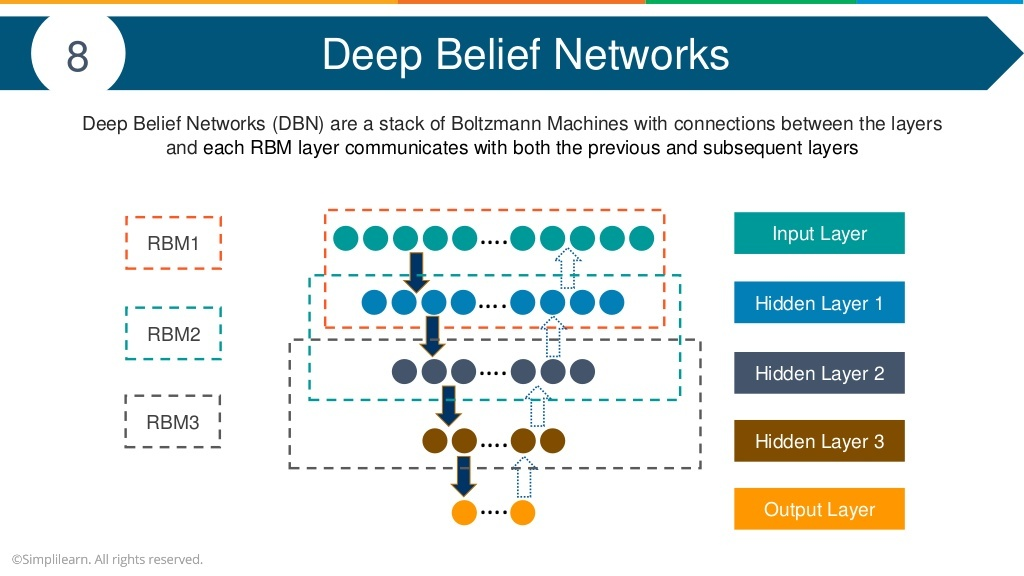 8
Deep Belief Networks
Deep Belief Networks (DBN) are a stack of Boltzmann Machines with connections between the layers
and each RBM layer communicates with both the previous and subsequent layers
RBM1
RBM2
RBM3
Input Layer
Hidden Layer 1
Hidden Layer 2
Hidden Layer 3
Output Layer
©Simplilearn. All rights reserved.